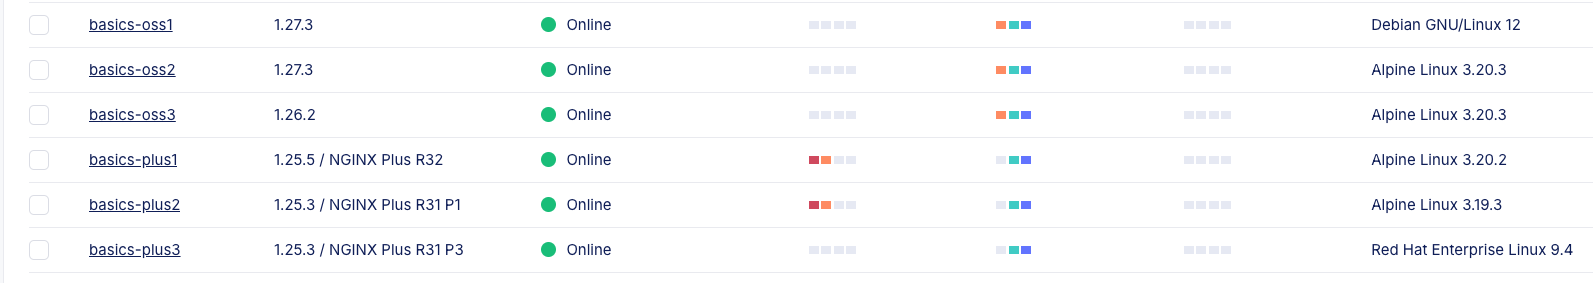 basics-oss1 1.27.3 Online Debian GNU/Linux 12
basics-oss2 1.27.3 Online Alpine Linux 3.20.3
basics-oss3 1.26.2 Online Alpine Linux 3.20.3
basics-plus1 1.25.5 / NGINX Plus R32 Online Alpine Linux 3.20.2
basics-plus2 1.25.3 / NGINX Plus R31 P1 Online Alpine Linux 3.19.3
basics-plus3 1.25.3 / NGINX Plus R31 P3 Online Red Hat Enterprise Linux 9.4